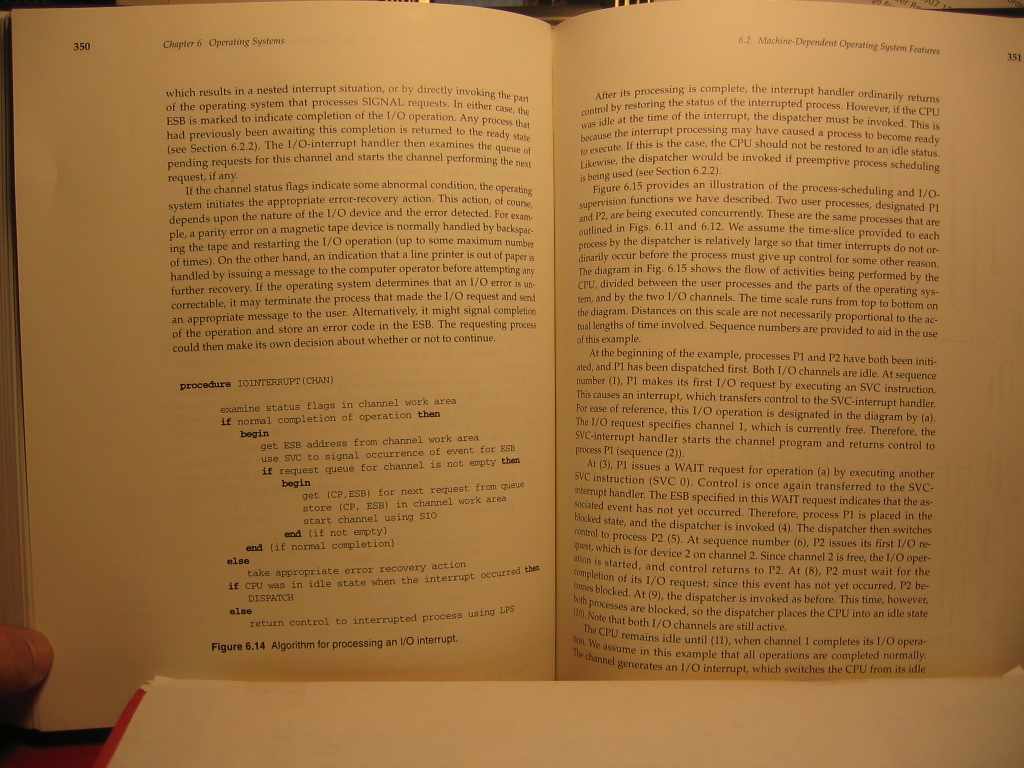 350
Chapter 6 Operating Systems
which results in a nested interrupt situation, or by directly invoking the part
of the operating system that processes SIGNAL requests. In either case, the
ESB is marked to indicate completion of the I/O operation. Any process that
had previously been awaiting this completion is returned to the ready state
(see Section 6.2.2). The I/O-interrupt handler then examines the queue of
pending requests for this channel and starts the channel performing the next
request, if any.
If the channel status flags indicate some abnormal condition, the operating
system initiates the appropriate error-recovery action. This action, of course,
depends upon the nature of the I/O device and the error detected. For exam-
ple, a parity error on a magnetic tape device is normally handled by backspac-
ing the tape and restarting the I/O operation (up to some maximum number
of times). On the other hand, an indication that a line printer is out of paper is
handled by issuing a message to the computer operator before attempting any
further recovery. If the operating system determines that an I/O error is un-
correctable, it may terminate the process that made the I/O request and send
an appropriate message to the user. Alternatively, it might signal completion
of the operation and store an error code in the ESB. The requesting process
could then make its own decision about whether or not to continue.
procedure IOINTERRUPT(CHAN)
examine status flags in channel work area
if normal completion of operation then
begin
get ESB address from channel work area
use SVC to signal occurrence of event for ESB
if request queue for channel is not empty then
begin
get (CP,ESB) for next request from queue
store (CP, ESB) in channel work area
start channel using SIO
end (if not empty)
end (if normal completion)
else
take appropriate error recovery action
if CPU was in idle state when the interrupt occurred then
DISPATCH
else
return control to interrupted process using LPS
Figure 6.14 Algorithm for processing an I/O interrupt.
6.2 Machine-Dependent Operating System Features
351
After its processing is complete, the interrupt handler ordinarily returns
control by restoring the status of the interrupted process. However, if the CPU
was idle at the time of the interrupt, the dispatcher must be invoked. This is
because the interrupt processing may have caused a process to become ready
to execute. If this is the case, the CPU should not be restored to an idle status.
Likewise, the dispatcher would be invoked if preemptive process scheduling
is being used (see Section 6.2.2).
Figure 6.15 provides an illustration of the process-scheduling and I/O-
supervision functions we have described. Two user processes, designated P1
and P2, are being executed concurrently. These are the same processes that are
outlined in Figs. 6.11 and 6.12. We assume the time-slice provided to each
process by the dispatcher is relatively large so that timer interrupts do not or-
dinarily occur before the process must give up control for some other reason.
The diagram in Fig. 6.15 shows the flow of activities being performed by the
CPU, divided between the user processes and the parts of the operating sys-
tem, and by the two I/O channels. The time scale runs from top to bottom on
the diagram. Distances on this scale are not necessarily proportional to the ac-
tual lengths of time involved. Sequence numbers are provided to aid in the use
of this example.
At the beginning of the example, processes P1 and P2 have both been initi-
ated, and P1 has been dispatched first. Both I/O channels are idle. At sequence
number (1), P1 makes its first I/O request by executing an SVC instruction.
This causes an interrupt, which transfers control to the SVC-interrupt handler.
For ease of reference, this I/O operation is designated in the diagram by (a).
The I/O request specifies channel 1, which is currently free. Therefore, the
SVC-interrupt handler starts the channel program and returns control to
process P1 (sequence (2)).
At (3), P1 issues a WAIT request for operation (a) by executing another
SVC instruction (SVC 0). Control is once again transferred to the SVC-
interrupt handler. The ESB specified in this WAIT request indicates that the as-
sociated event has not yet occurred. Therefore, process P1 is placed in the
blocked state, and the dispatcher is invoked (4). The dispatcher then switches
control to process P2 (5). At sequence number (6), P2 issues its first I/O re-
quest, which is for device 2 on channel 2. Since channel 2 is free, the I/O oper-
ation is started, and control returns to P2. At (8), P2 must wait for the
completion of its I/O request; since this event has not yet occurred, P2 be-
comes blocked. At (9), the dispatcher is invoked as before. This time, however,
both processes are blocked, so the dispatcher places the CPU into an idle state
(10). Note that both I/O channels are still active.
The CPU remains idle until (11), when channel 1 completes its I/O opera-
tion. We assume in this example that all operations are completed normally.
The channel generates an I/O interrupt, which switches the CPU from its idle